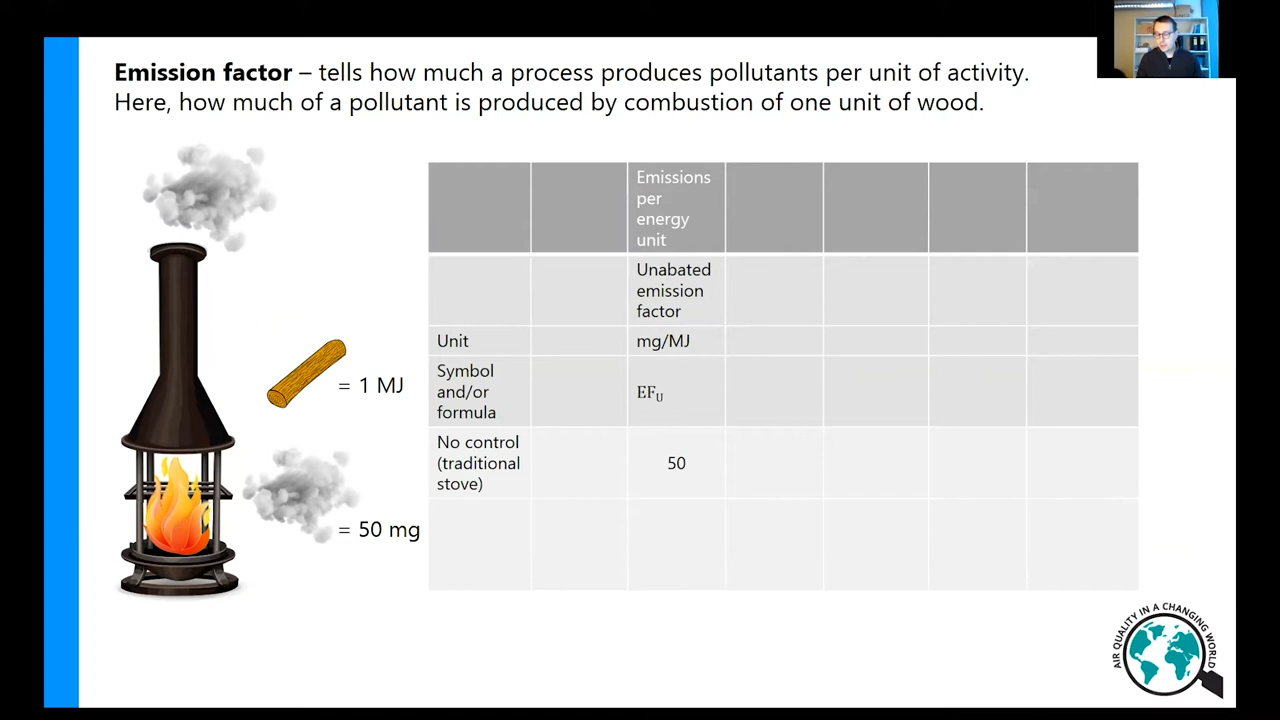 Emission factor – tells how much a process produces pollutants per unit of activity.
Here, how much of a pollutant is produced by combustion of one unit of wood.
= 1 MJ
= 50 mg
Emissions
per
energy
unit
Unabated
emission
factor
Unit
mg/MJ
Symbol
and/or
formula
EF_U
No control
(traditional
stove)
50
AIR QUALITY IN A CHANGING WORLD